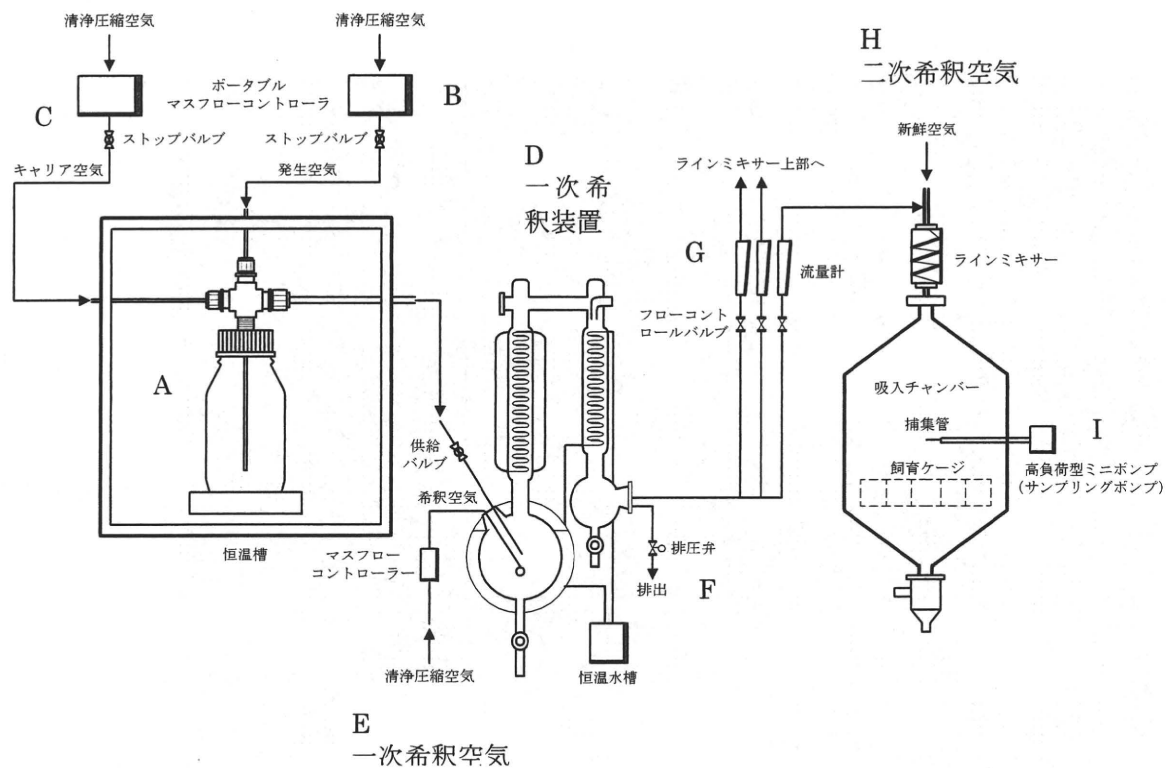 清浄圧縮空気
清浄圧縮空気
C
ポータブル
マスフローコントローラ
B
ストップバルブ
ストップバルブ
キャリア空気
発生空気
A
恒温槽
D
一次希
釈装置
供給
バルブ
希釈空気
マスフロー
コントローラー
清浄圧縮空気
E
一次希釈空気
恒温水槽
排圧弁
排出
F
ラインミキサー上部へ
G
流量計
フローコント
ロールバルブ
H
二次希釈空気
新鮮空気
ラインミキサー
吸入チャンバー
捕集管
飼育ケージ
I
高負荷型ミニポンプ
(サンプリングポンプ)